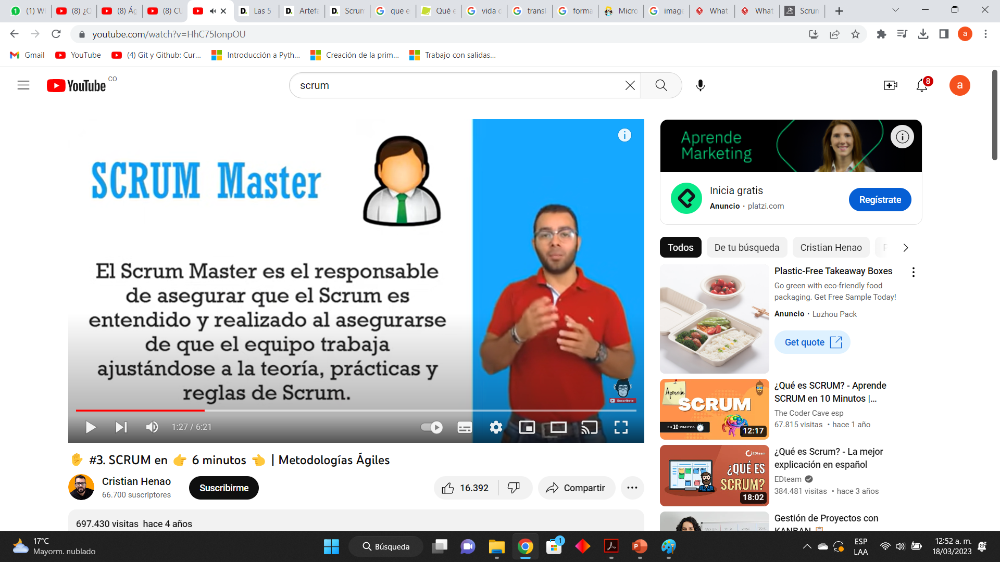 (1) WI
(8) ¿C
(8) Ág
(8) CU
Las 5
Artefa
Scrum
que e
Qué e
vida c
transl
forma
Micro
image
What
What
Scrum
youtube.com/watch?v=HhC75IonpOU
Gmail
YouTube
(4) Git y Github: Cur...
Introducción a Pyth...
Creación de la prim...
Trabajo con salidas...
YouTube CO
scrum
8
a
SCRUM Master
El Scrum Master es el responsable
de asegurar que el Scrum es
entendido y realizado al asegurarse
de que el equipo trabaja
ajustándose a la teoría, prácticas y
reglas de Scrum.
Suscribete
1:27 / 6:21
#3. SCRUM en 👉 6 minutos 👈 | Metodologías Ágiles
Cristian Henao
66.700 suscriptores
Suscribirme
16.392
Compartir
697.430 visitas hace 4 años
Aprende
Marketing
Inicia gratis
Anuncio · platzi.com
Regístrate
Todos
De tu búsqueda
Cristian Henao
Plastic-Free Takeaway Boxes
Go green with eco-friendly food
packaging. Get Free Sample Today!
Anuncio · Luzhou Pack
Get quote
Aprende
SCRUM
EN 10 MINUTOS
12:17
¿Qué es SCRUM? - Aprende
SCRUM en 10 Minutos |...
The Coder Cave esp
67.815 visitas • hace 1 año
EDteam
¿QUÉ ES
SCRUM?
18:02
¿Qué es Scrum? - La mejor
explicación en español
EDteam
384.481 visitas • hace 3 años
Gestión de Proyectos con
KANBAN
17°C
Mayorm. nublado
Búsqueda
1
ESP
LAA
12:52 a. m.
18/03/2023